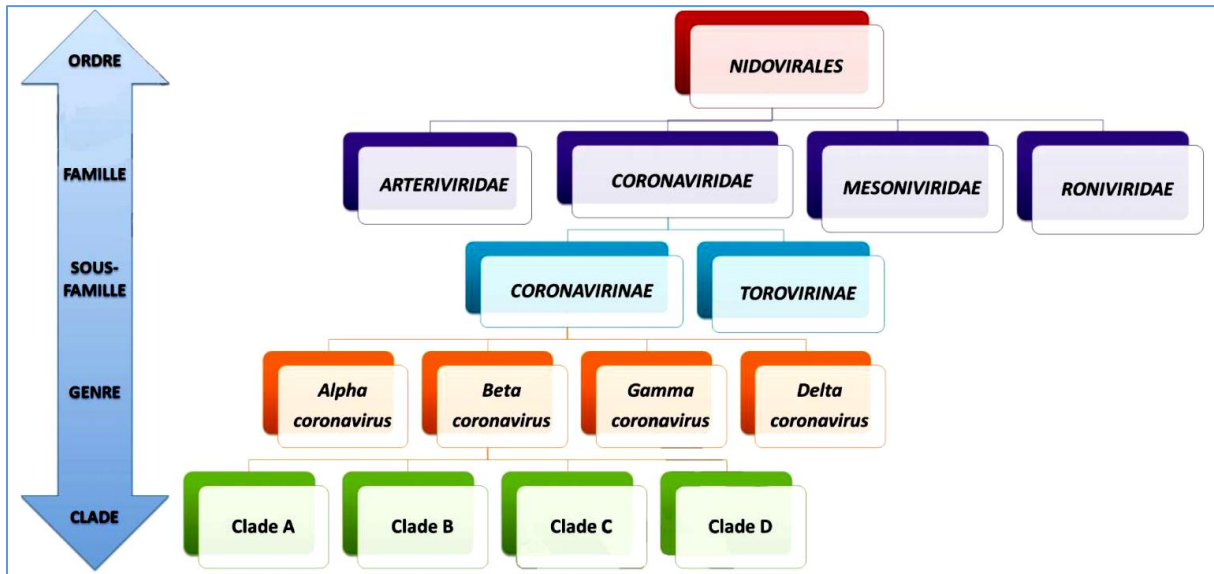 ORDRE
NIDOVIRALES
FAMILLE
ARTERIVIRIDAE
CORONAVIRIDAE
MESONIVIRIDAE
RONIVIRIDAE
SOUS-
FAMILLE
CORONAVIRINAE
TOROVIRINAE
GENRE
Alpha
coronavirus
Beta
coronavirus
Gamma
coronavirus
Delta
coronavirus
CLADE
Clade A
Clade B
Clade C
Clade D